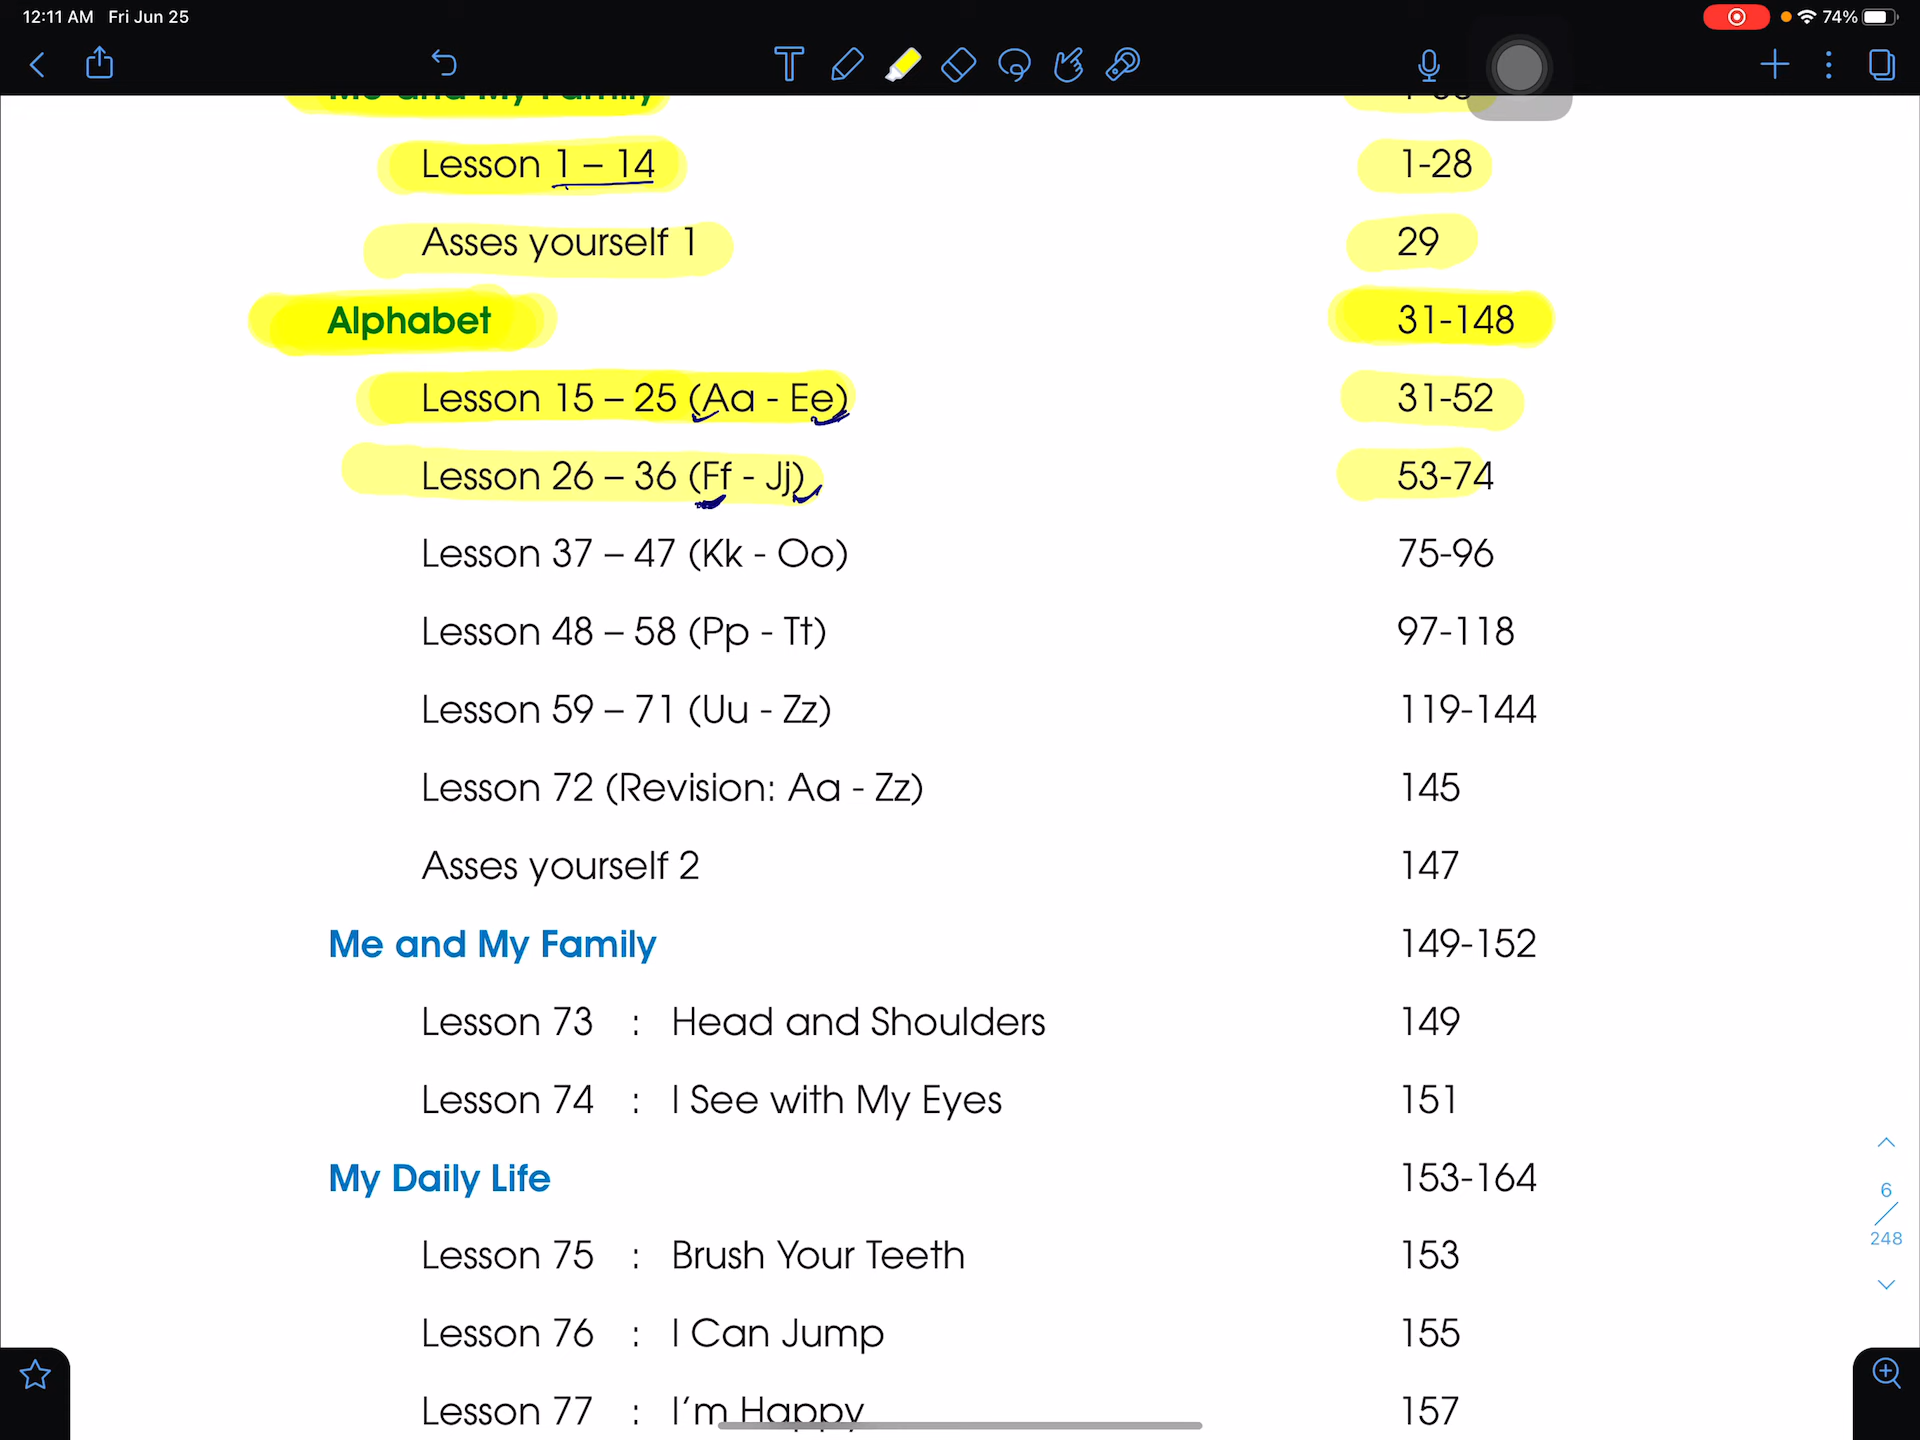 12:11 AM Fri Jun 25 74%
Me and My Family
Lesson 1 – 14 1-28
Asses yourself 1 29
Alphabet 31-148
Lesson 15 – 25 (Aa - Ee) 31-52
Lesson 26 – 36 (Ff - Jj) 53-74
Lesson 37 – 47 (Kk - Oo) 75-96
Lesson 48 – 58 (Pp - Tt) 97-118
Lesson 59 – 71 (Uu - Zz) 119-144
Lesson 72 (Revision: Aa - Zz) 145
Asses yourself 2 147
Me and My Family 149-152
Lesson 73 : Head and Shoulders 149
Lesson 74 : I See with My Eyes 151
My Daily Life 153-164
Lesson 75 : Brush Your Teeth 153
Lesson 76 : I Can Jump 155
Lesson 77 : I'm Happy 157
6
248